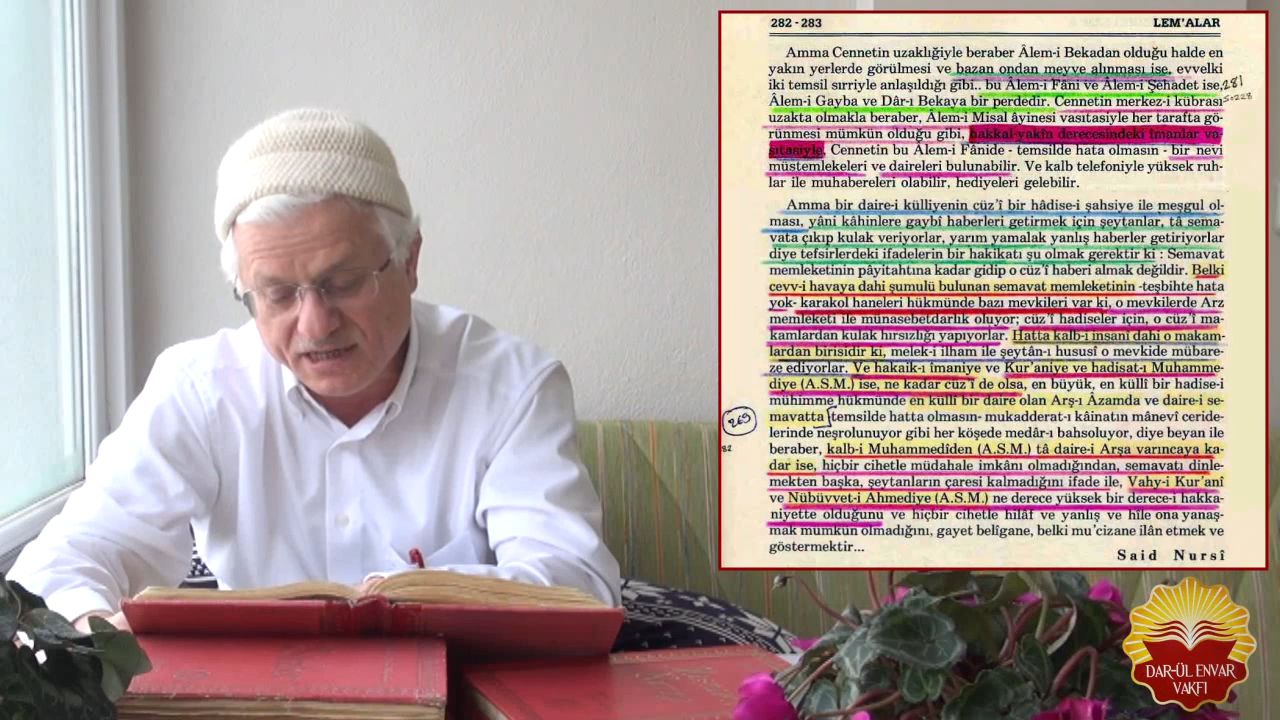 282 - 283 LEM'ALAR
Amma Cennetin uzaklığiyle beraber Âlem-i Bekadan olduğu halde en
yakın yerlerde görülmesi ve bazan ondan meyve alınması ise, evvelki
iki temsil sırriyle anlaşıldığı gibi.. bu Âlem-i Fâni ve Âlem-i Şehadet ise,
Âlem-i Gayba ve Dâr-ı Bekaya bir perdedir. Cennetin merkez-i kübrası
uzakta olmakla beraber, Âlem-i Misal âyinesi vasıtasiyle her tarafta gö-
rünmesi mümkün olduğu gibi, hakkal-yakîn derecesindeki îmanlar va-
sıtasiyle, Cennetin bu Âlem-i Fânide - temsilde hata olmasın - bir nevi
müstemlekeleri ve daireleri bulunabilir. Ve kalb telefoniyle yüksek ruh-
lar ile muhabereleri olabilir, hediyeleri gelebilir.
Amma bir daire-i külliyenin cüz'î bir hâdise-i şahsiye ile meşgul ol-
ması, yâni kâhinlere gaybî haberleri getirmek için şeytanlar, tâ sema-
vata çıkıp kulak veriyorlar, yarım yamalak yanlış haberler getiriyorlar
diye tefsirlerdeki ifadelerin bir hakikatı şu olmak gerektir ki : Semavat
memleketinin pâyitahtına kadar gidip o cüz'î haberi almak değildir. Belki
cevv-i havaya dahi şumulü bulunan semavat memleketinin -teşbihte hata
yok- karakol haneleri hükmünde bazı mevkileri var ki, o mevkilerde Arz
memleketi ile münasebetdarlık oluyor; cüz'î hadiseler için, o cüz'î ma-
kamlardan kulak hırsızlığı yapıyorlar. Hatta kalb-i insanî dahi o makam-
lardan birisidir ki, melek-i ilham ile şeytân-ı hususî o mevkide mübare-
ze ediyorlar. Ve hakaik-ı îmaniye ve Kur'aniye ve hadisat-ı Muhamme-
diye (A.S.M.) ise, ne kadar cüz'î de olsa, en büyük, en küllî bir hadise-i
mühimme hükmünde en küllî bir daire olan Arş-ı Âzamda ve daire-i se-
mavatta -temsilde hatta olmasın- mukadderat-ı kâinatın mânevî ceride-
lerinde neşrolunuyor gibi her köşede medâr-ı bahsoluyor, diye beyan ile
beraber, kalb-i Muhammedîden (A.S.M.) tâ daire-i Arşa varıncaya ka-
dar ise, hiçbir cihetle müdahale imkânı olmadığından, semavatı dinle-
mekten başka, şeytanların çaresi kalmadığını ifade ile, Vahy-i Kur'anî
ve Nübüvvet-i Ahmediye (A.S.M.) ne derece yüksek bir derece-i hakka-
niyette olduğunu ve hiçbir cihetle hilâf ve yanlış ve hîle ona yanaş-
mak mümkün olmadığını, gayet belîgane, belki mu'cizane ilân etmek ve
göstermektir...
Said Nursî
281
S:228
265
82
DAR-ÜL ENVAR
VAKFI